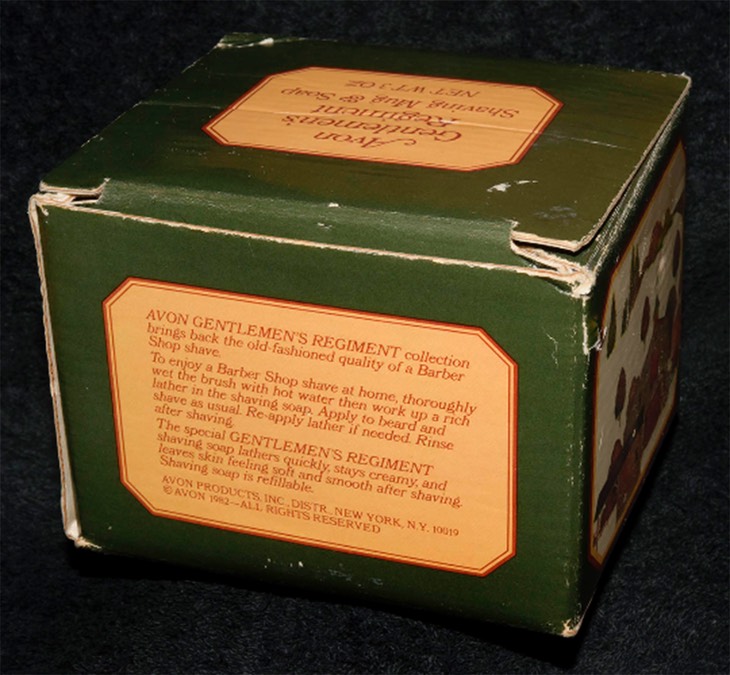 Avon
Gentlemen's
Regiment
Shaving Mug & Soap
NET WT 3 OZ
AVON GENTLEMEN'S REGIMENT collection
brings back the old-fashioned quality of a Barber
Shop shave.
To enjoy a Barber Shop shave at home, thoroughly
wet the brush with hot water then work up a rich
lather in the shaving soap. Apply to beard and
shave as usual. Re-apply lather if needed. Rinse
after shaving.
The special GENTLEMEN'S REGIMENT
shaving soap lathers quickly, stays creamy, and
leaves skin feeling soft and smooth after shaving.
Shaving soap is refillable.
AVON PRODUCTS, INC., DISTR., NEW YORK, N.Y. 10019
© AVON 1982—ALL RIGHTS RESERVED